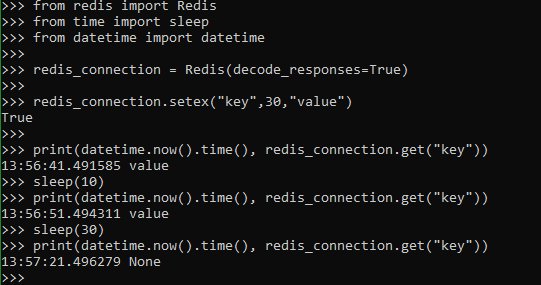 >>> from redis import Redis
>>> from time import sleep
>>> from datetime import datetime
>>>
>>> redis_connection = Redis(decode_responses=True)
>>>
>>> redis_connection.setex("key",30,"value")
True
>>>
>>> print(datetime.now().time(), redis_connection.get("key"))
13:56:41.491585 value
>>> sleep(10)
>>> print(datetime.now().time(), redis_connection.get("key"))
13:56:51.494311 value
>>> sleep(30)
>>> print(datetime.now().time(), redis_connection.get("key"))
13:57:21.496279 None
>>>